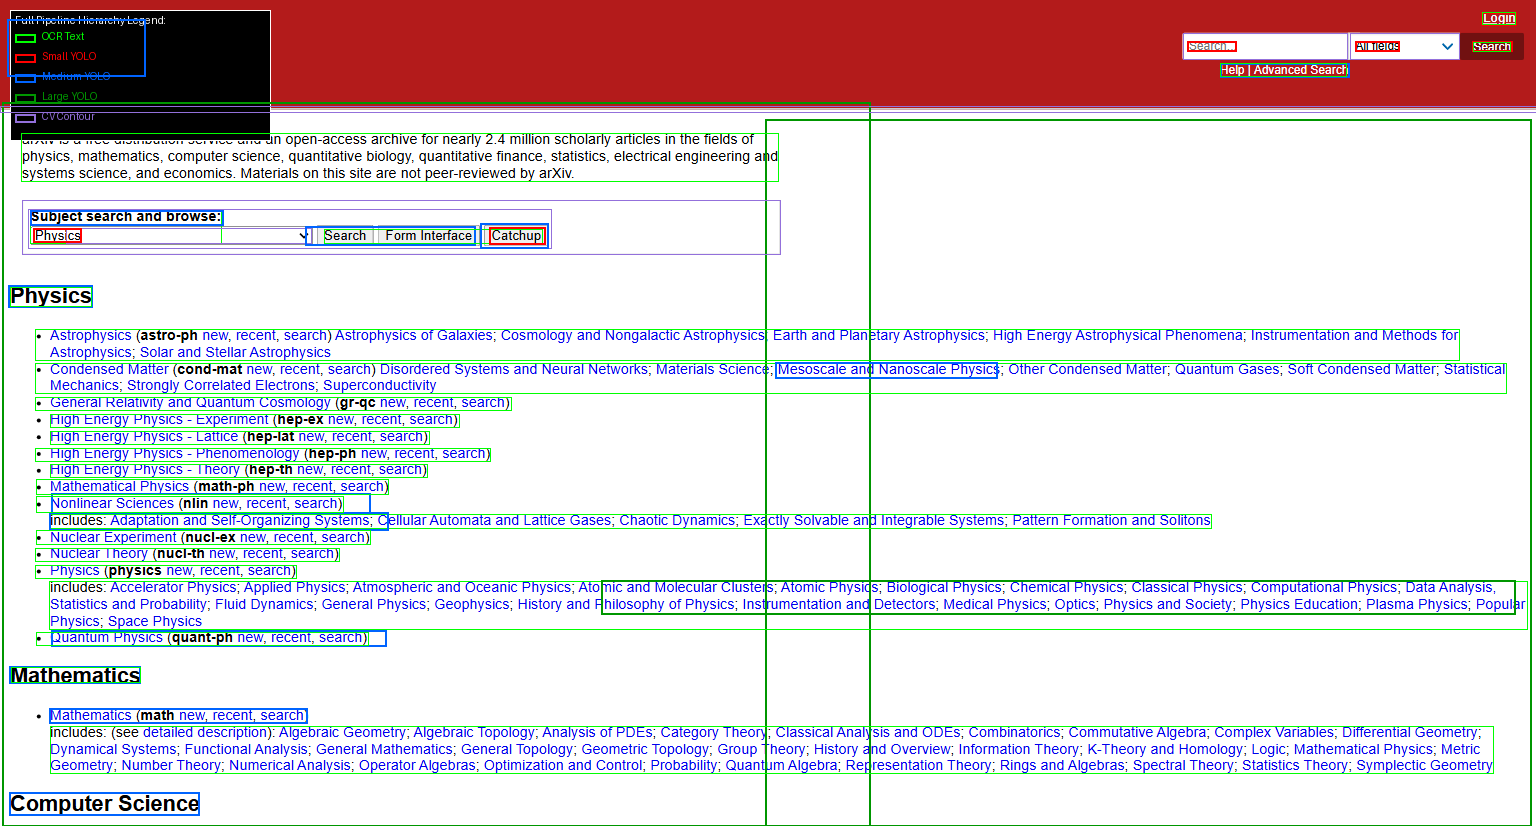 Full Pipeline Hierarchy Legend:
OCR Text
Small YOLO
Medium YOLO
Large YOLO
CV Contour
Login
Search...
All fields
Search
Help | Advanced Search
arXiv is a free distribution service and an open-access archive for nearly 2.4 million scholarly articles in the fields of
physics, mathematics, computer science, quantitative biology, quantitative finance, statistics, electrical engineering and
systems science, and economics. Materials on this site are not peer-reviewed by arXiv.
Subject search and browse:
Physics
Search
Form Interface
Catchup
Physics
• Astrophysics (astro-ph new, recent, search) Astrophysics of Galaxies; Cosmology and Nongalactic Astrophysics; Earth and Planetary Astrophysics; High Energy Astrophysical Phenomena; Instrumentation and Methods for
Astrophysics; Solar and Stellar Astrophysics
• Condensed Matter (cond-mat new, recent, search) Disordered Systems and Neural Networks; Materials Science; Mesoscale and Nanoscale Physics; Other Condensed Matter; Quantum Gases; Soft Condensed Matter; Statistical
Mechanics; Strongly Correlated Electrons; Superconductivity
• General Relativity and Quantum Cosmology (gr-qc new, recent, search)
• High Energy Physics - Experiment (hep-ex new, recent, search)
• High Energy Physics - Lattice (hep-lat new, recent, search)
• High Energy Physics - Phenomenology (hep-ph new, recent, search)
• High Energy Physics - Theory (hep-th new, recent, search)
• Mathematical Physics (math-ph new, recent, search)
• Nonlinear Sciences (nlin new, recent, search)
includes: Adaptation and Self-Organizing Systems; Cellular Automata and Lattice Gases; Chaotic Dynamics; Exactly Solvable and Integrable Systems; Pattern Formation and Solitons
• Nuclear Experiment (nucl-ex new, recent, search)
• Nuclear Theory (nucl-th new, recent, search)
• Physics (physics new, recent, search)
includes: Accelerator Physics; Applied Physics; Atmospheric and Oceanic Physics; Atomic and Molecular Clusters; Atomic Physics; Biological Physics; Chemical Physics; Classical Physics; Computational Physics; Data Analysis,
Statistics and Probability; Fluid Dynamics; General Physics; Geophysics; History and Philosophy of Physics; Instrumentation and Detectors; Medical Physics; Optics; Physics and Society; Physics Education; Plasma Physics; Popular
Physics; Space Physics
• Quantum Physics (quant-ph new, recent, search)
Mathematics
• Mathematics (math new, recent, search)
includes: (see detailed description): Algebraic Geometry; Algebraic Topology; Analysis of PDEs; Category Theory; Classical Analysis and ODEs; Combinatorics; Commutative Algebra; Complex Variables; Differential Geometry;
Dynamical Systems; Functional Analysis; General Mathematics; General Topology; Geometric Topology; Group Theory; History and Overview; Information Theory; K-Theory and Homology; Logic; Mathematical Physics; Metric
Geometry; Number Theory; Numerical Analysis; Operator Algebras; Optimization and Control; Probability; Quantum Algebra; Representation Theory; Rings and Algebras; Spectral Theory; Statistics Theory; Symplectic Geometry
Computer Science